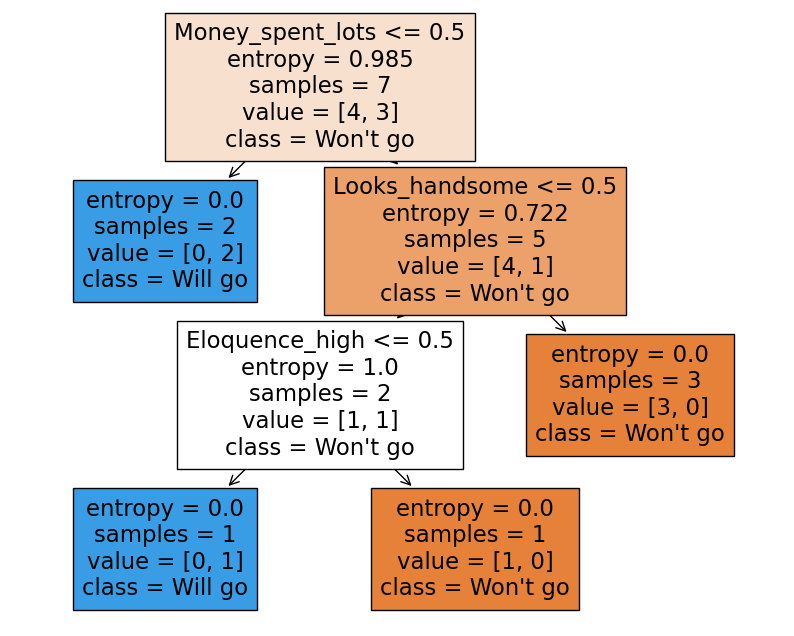 Money_spent_lots <= 0.5
entropy = 0.985
samples = 7
value = [4, 3]
class = Won't go
entropy = 0.0
samples = 2
value = [0, 2]
class = Will go
Looks_handsome <= 0.5
entropy = 0.722
samples = 5
value = [4, 1]
class = Won't go
Eloquence_high <= 0.5
entropy = 1.0
samples = 2
value = [1, 1]
class = Won't go
entropy = 0.0
samples = 3
value = [3, 0]
class = Won't go
entropy = 0.0
samples = 1
value = [0, 1]
class = Will go
entropy = 0.0
samples = 1
value = [1, 0]
class = Won't go